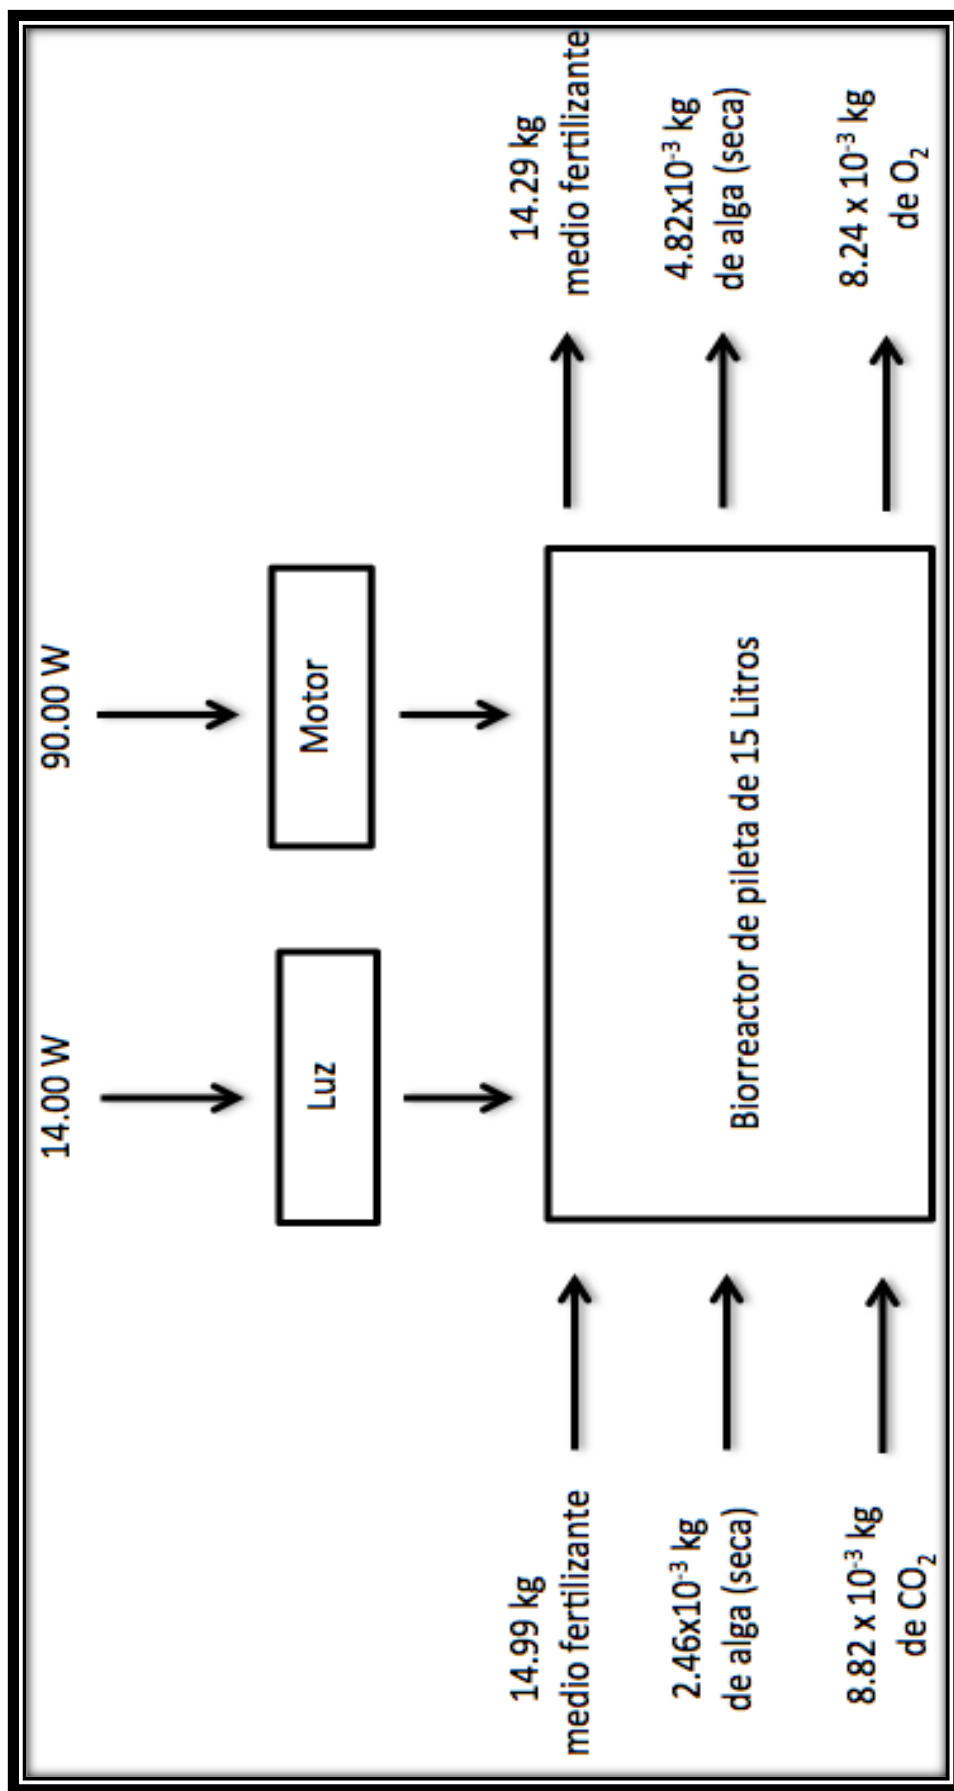 14.00 W
90.00 W
Luz
Motor
14.99 kg
medio fertilizante
2.46x10⁻³ kg
de alga (seca)
8.82 x 10⁻³ kg
de CO₂
Biorreactor de pileta de 15 Litros
14.29 kg
medio fertilizante
4.82x10⁻³ kg
de alga (seca)
8.24 x 10⁻³ kg
de O₂